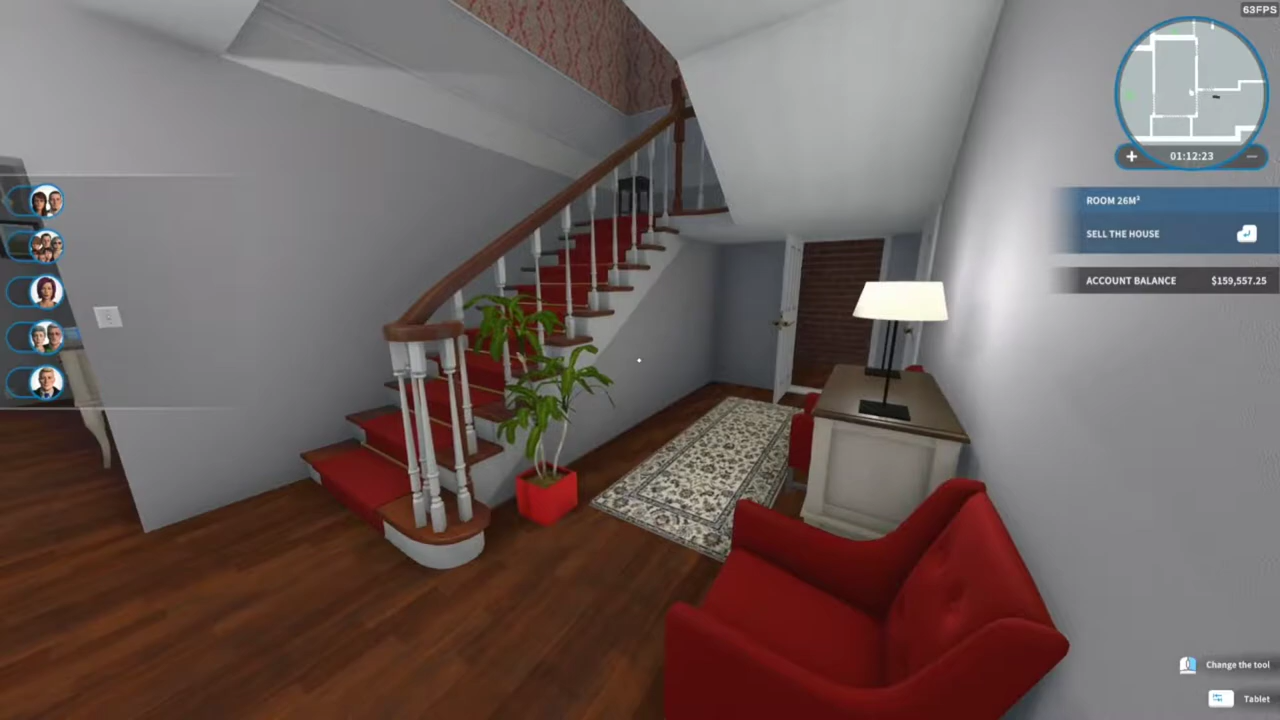 63FPS
01:12:23
ROOM 26M²
SELL THE HOUSE
ACCOUNT BALANCE $159,557.25
Change the tool
Tablet